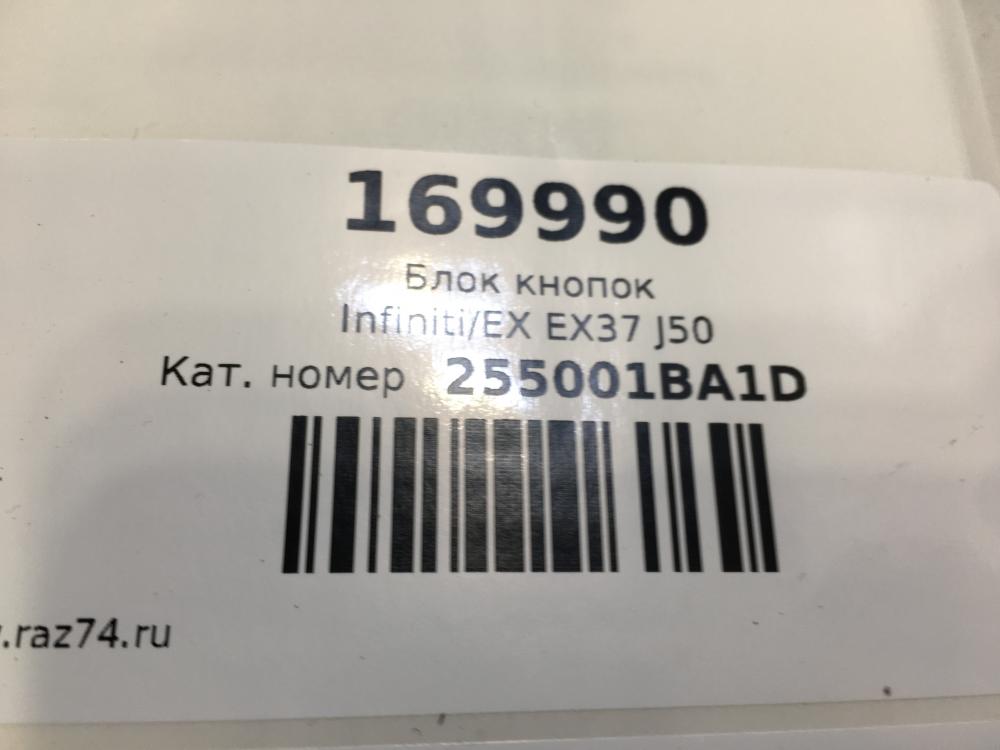 169990
Блок кнопок
Infiniti/EX EX37 J50
Кат. номер 255001BA1D
.raz74.ru